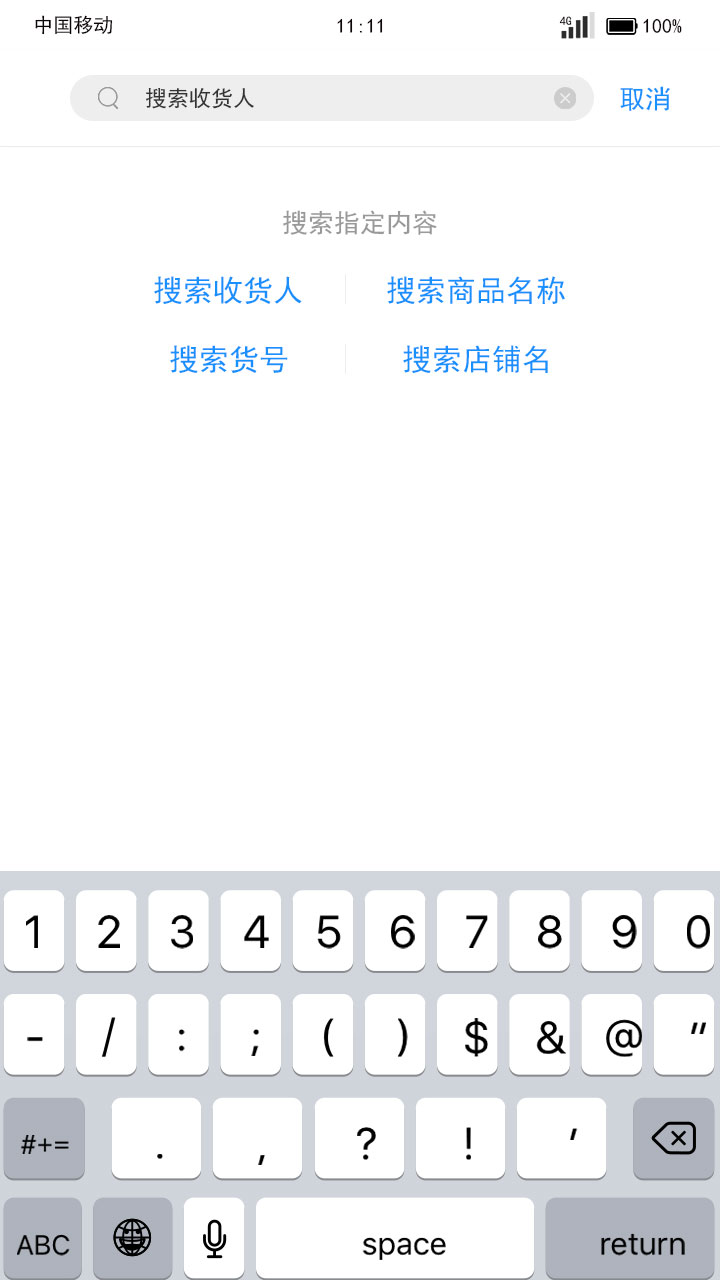 中国移动 11:11 4G 100%
搜索收货人 取消
搜索指定内容
搜索收货人 搜索商品名称
搜索货号 搜索店铺名
1 2 3 4 5 6 7 8 9 0
- / : ; ( ) $ & @ "
#+= . , ? ! '
ABC space return